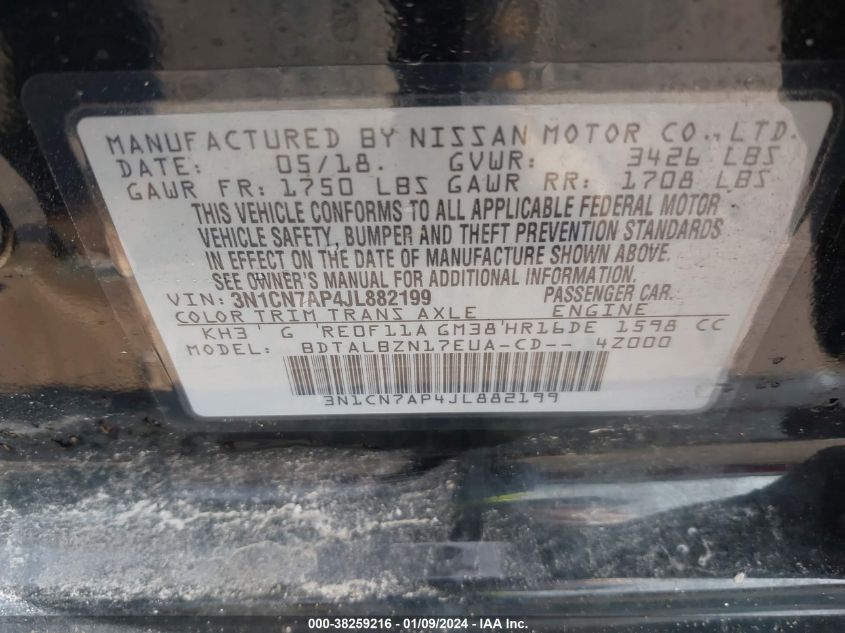 MANUFACTURED BY NISSAN MOTOR CO., LTD.
DATE: 05/18. GVWR: 3426 LBS
GAWR FR: 1750 LBS GAWR RR: 1708 LBS
THIS VEHICLE CONFORMS TO ALL APPLICABLE FEDERAL MOTOR
VEHICLE SAFETY, BUMPER AND THEFT PREVENTION STANDARDS
IN EFFECT ON THE DATE OF MANUFACTURE SHOWN ABOVE.
SEE OWNER'S MANUAL FOR ADDITIONAL INFORMATION.
VIN: 3N1CN7AP4JL882199 PASSENGER CAR.
COLOR TRIM TRANS AXLE ENGINE
KH3 G RE0F11A GM38 HR16DE 1598 CC
MODEL: BDTALBZN17EUA-CD-- 4Z000
3N1CN7AP4JL882199
000-38259216 - 01/09/2024 - IAAI.COM